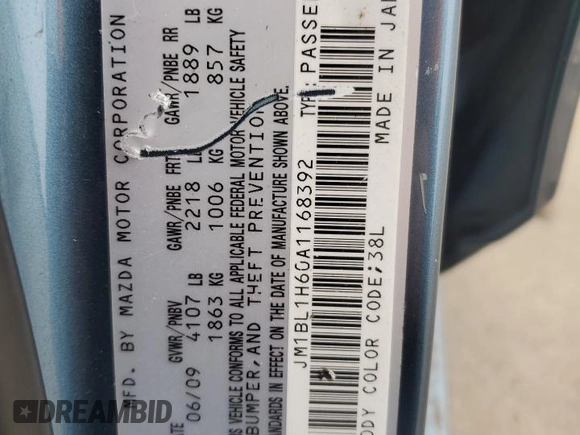 MFD. BY MAZDA MOTOR CORPORATION
GVWR/PNBV GAWR/PNBE FRT GAWR/PNBE RR
DATE 06/09 4107 LB 2218 1889 LB
1863 KG 1006 KG 857 KG
THIS VEHICLE CONFORMS TO ALL APPLICABLE FEDERAL MOTOR VEHICLE SAFETY
BUMPER, AND THEFT PREVENTION
STANDARDS IN EFFECT ON THE DATE OF MANUFACTURE SHOWN ABOVE.
JM1BL1H60A1168392 TYPE: PASSE
BODY COLOR CODE:38L MADE IN JA
DREAMBID